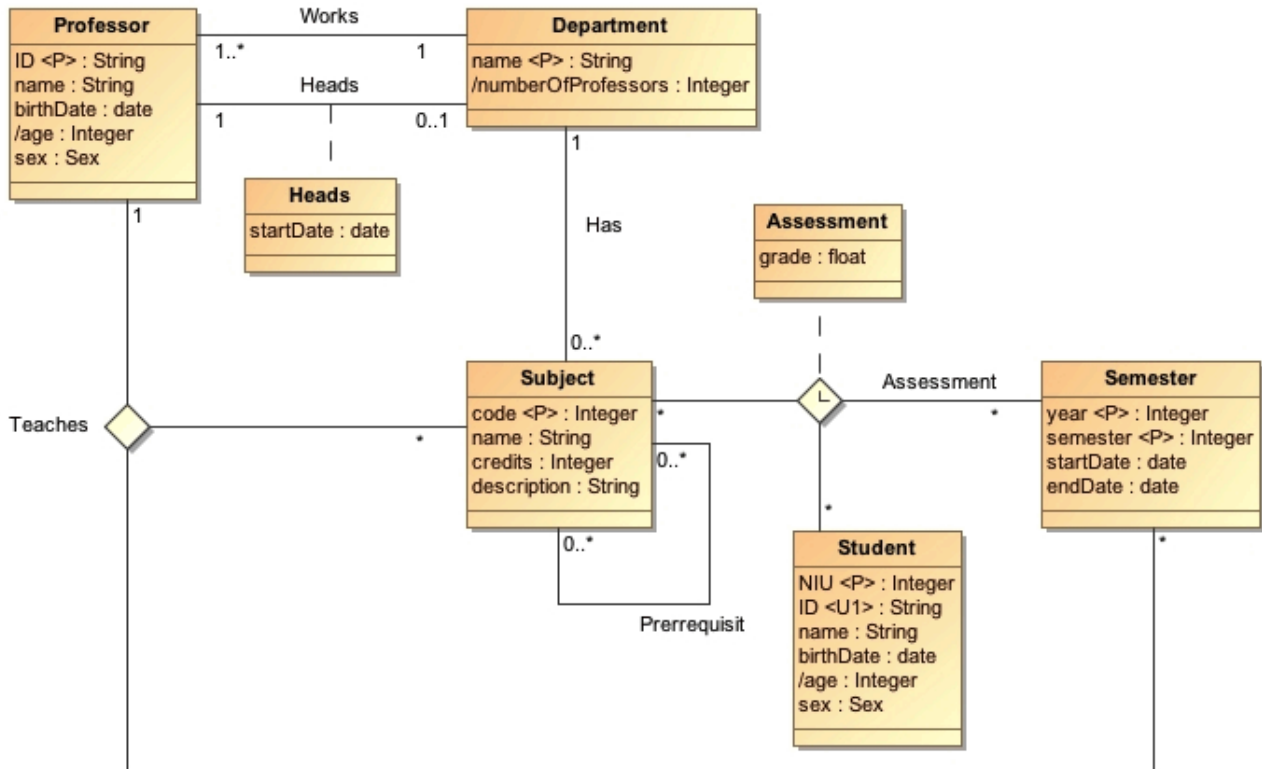 Professor
ID <P> : String
name : String
birthDate : date
/age : Integer
sex : Sex
Works
1..*
1
Heads
1
0..1
Department
name <P> : String
/numberOfProfessors : Integer
1
Heads
startDate : date
1
Has
Assessment
grade : float
0..*
Teaches
*
Subject
code <P> : Integer
name : String
credits : Integer
description : String
*
0..*
0..*
Prerrequisit
Assessment
*
*
Semester
year <P> : Integer
semester <P> : Integer
startDate : date
endDate : date
*
Student
NIU <P> : Integer
ID <U1> : String
name : String
birthDate : date
/age : Integer
sex : Sex